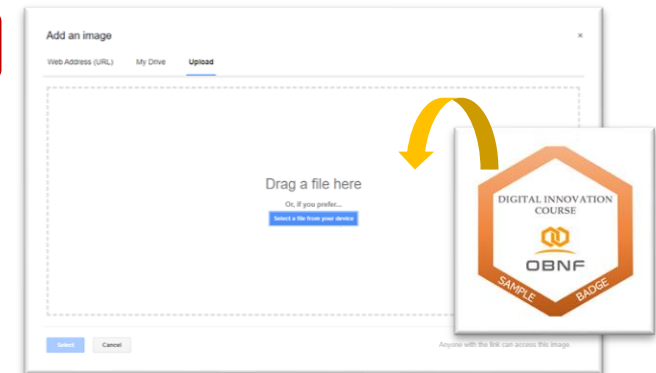 Add an image
×
Web Address (URL) My Drive Upload
Drag a file here
Or, if you prefer...
Select a file from your device
DIGITAL INNOVATION
COURSE
OBNF
SAMPLE BADGE
Select Cancel
Anyone with the link can access this image.